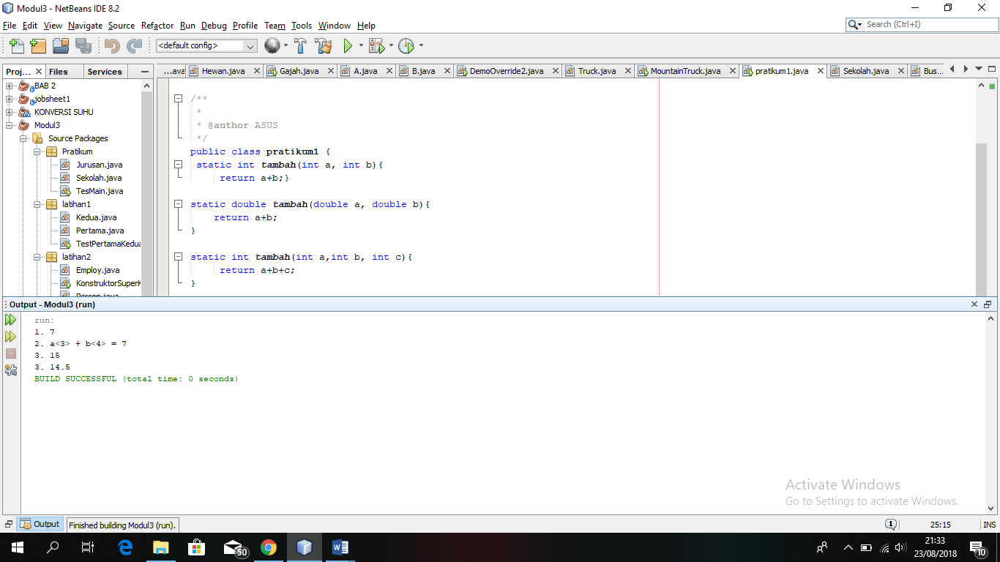 Modul3 - NetBeans IDE 8.2
File Edit View Navigate Source Refactor Run Debug Profile Team Tools Window Help
Search (Ctrl+I)
<default config>
Proj... Files Services
...ava Hewan.java Gajah.java A.java B.java DemoOverride2.java Truck.java MountainTruck.java pratikum1.java Sekolah.java Bus...
BAB 2
jobsheet1
KONVERSI SUHU
Modul3
Source Packages
Pratikum
Jurusan.java
Sekolah.java
TesMain.java
latihan1
Kedua.java
Pertama.java
TestPertamaKedua
latihan2
Employ.java
KonstruktorSuperK
Person.java
/**
*
* @author ASUS
*/
public class pratikum1 {
static int tambah(int a, int b){
return a+b;}
static double tambah(double a, double b){
return a+b;
}
static int tambah(int a,int b, int c){
return a+b+c;
}
Output - Modul3 (run)
run:
1. 7
2. a<3> + b<4> = 7
3. 15
3. 14.5
BUILD SUCCESSFUL (total time: 0 seconds)
Activate Windows
Go to Settings to activate Windows.
Output
Finished building Modul3 (run).
1
25:15
INS
50
21:33
23/08/2018
10